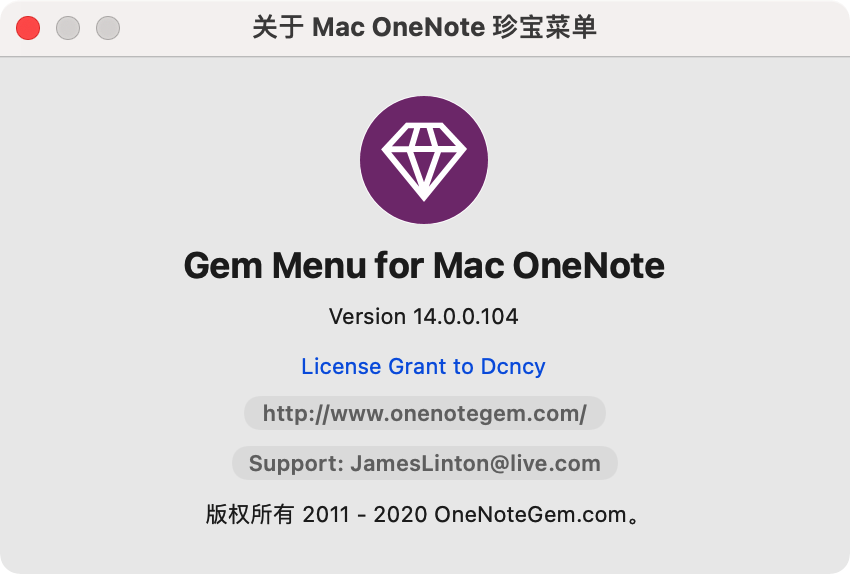 关于 Mac OneNote 珍宝菜单
Gem Menu for Mac OneNote
Version 14.0.0.104
License Grant to Dcncy
http://www.onenotegem.com/
Support: JamesLinton@live.com
版权所有 2011 - 2020 OneNoteGem.com。